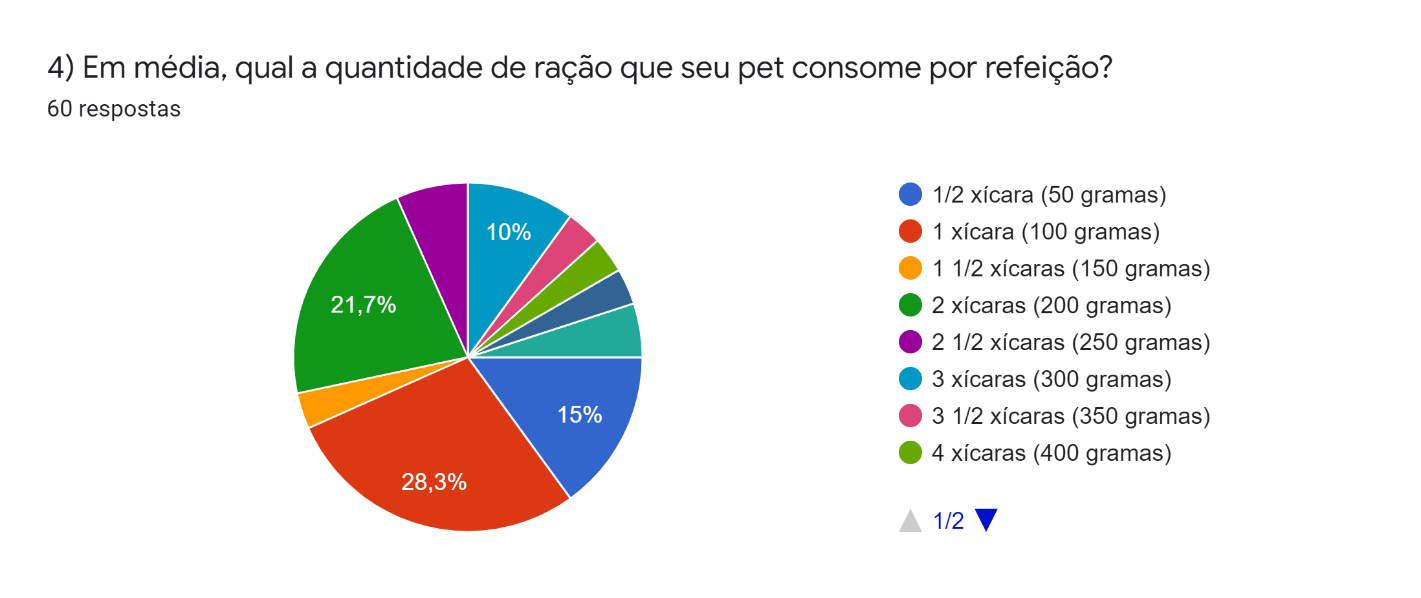 4) Em média, qual a quantidade de ração que seu pet consome por refeição?
60 respostas
10%
21,7%
15%
28,3%
1/2 xícara (50 gramas)
1 xícara (100 gramas)
1 1/2 xícaras (150 gramas)
2 xícaras (200 gramas)
2 1/2 xícaras (250 gramas)
3 xícaras (300 gramas)
3 1/2 xícaras (350 gramas)
4 xícaras (400 gramas)
1/2